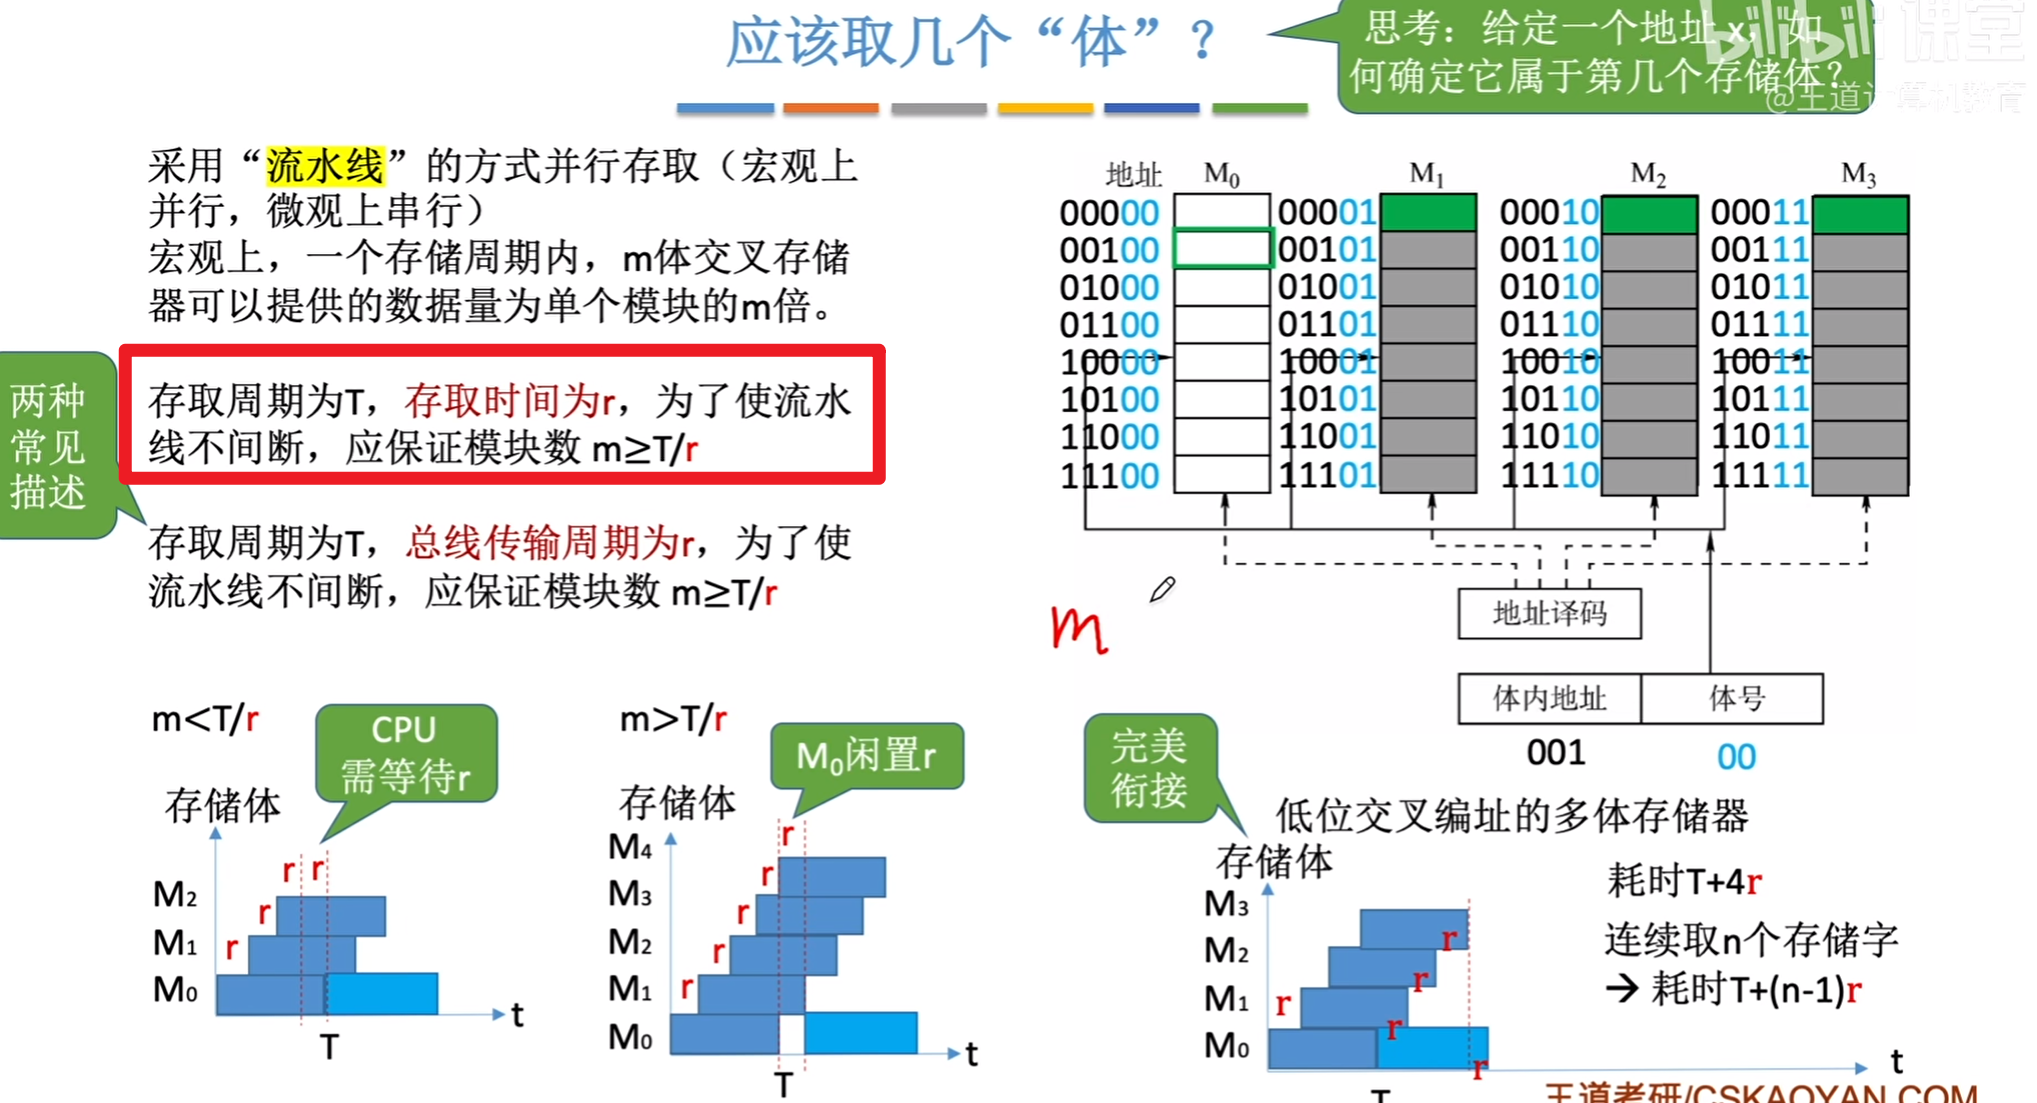 应该取几个“体”?
思考：给定一个地址 x，如
何确定它属于第几个存储体?
bilibili 课堂
@王道计算机教育
采用“流水线”的方式并行存取（宏观上
并行，微观上串行）
宏观上，一个存储周期内，m体交叉存储
器可以提供的数据量为单个模块的m倍。
两种
常见
描述
存取周期为T，存取时间为r，为了使流水
线不间断，应保证模块数 m≥T/r
存取周期为T，总线传输周期为r，为了使
流水线不间断，应保证模块数 m≥T/r
地址 M0 M1 M2 M3
00000 00001 00010 00011
00100 00101 00110 00111
01000 01001 01010 01011
01100 01101 01110 01111
10000 10001 10010 10011
10100 10101 10110 10111
11000 11001 11010 11011
11100 11101 11110 11111
m
地址译码
体内地址 体号
001 00
低位交叉编址的多体存储器
m<T/r
CPU
需等待r
存储体
r r
M2 r
M1 r
M0
t
T
m>T/r
M0闲置r
存储体
r
M4
r
M3
r
M2
r
M1 r
M0
t
T
完美
衔接
存储体
M3
r
M2
r
M1 r
r
M0
r
t
T
耗时T+4r
连续取n个存储字
→ 耗时T+(n-1)r
王道考研/CSKAOYAN.COM